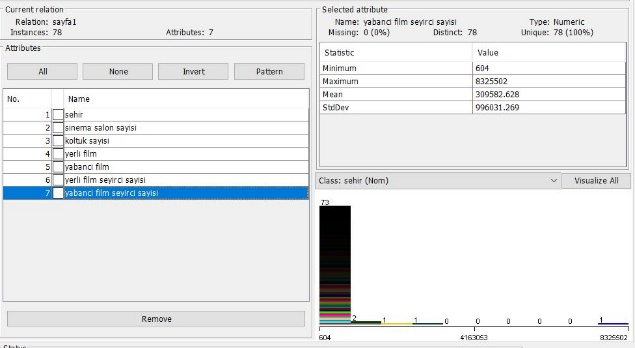 Current relation
Relation: sayfa1
Instances: 78 Attributes: 7
Attributes
All None Invert Pattern
No. Name
1 sehir
2 sinema salon sayisi
3 koltuk sayisi
4 yerli film
5 yabanci film
6 yerli film seyirci sayisi
7 yabanci film seyirci sayisi
Remove
Status
Selected attribute
Name: yabanci film seyirci sayisi Type: Numeric
Missing: 0 (0%) Distinct: 78 Unique: 78 (100%)
Statistic Value
Minimum 604
Maximum 8325502
Mean 309582.628
StdDev 996031.269
Class: sehir (Nom) Visualize All
73
2 1 1 0 0 0 0 1
604 4163053 8325502